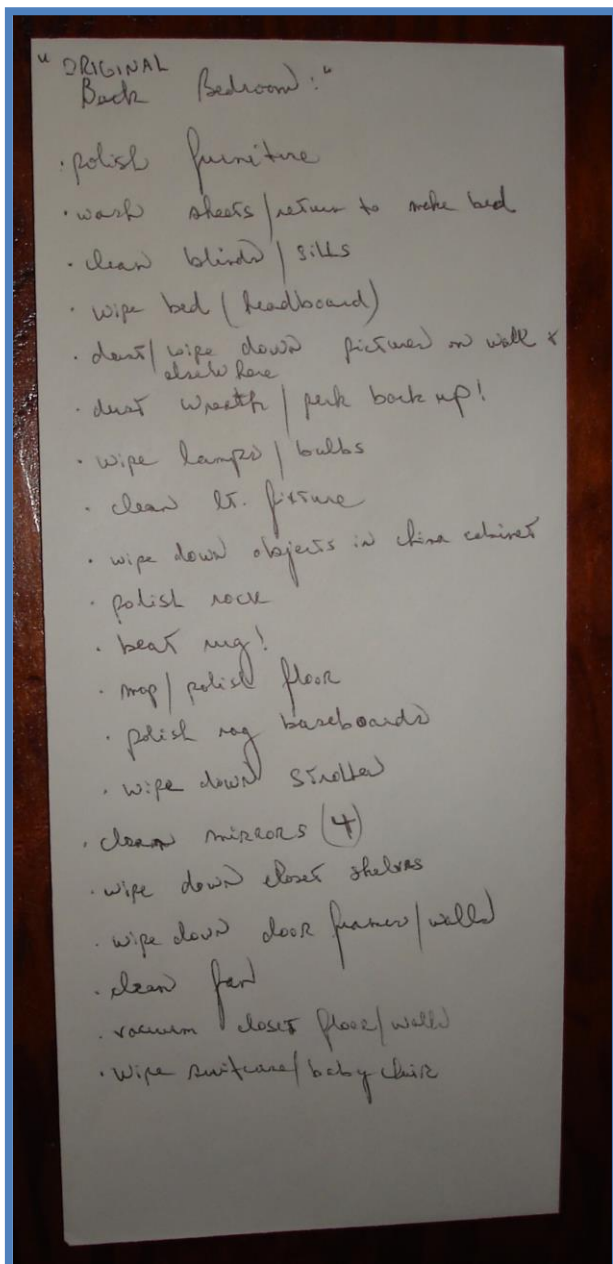 "ORIGINAL
Back Bedroom:"
· polish furniture
· wash sheets/return to make bed
· clean blinds/sills
· wipe bed (headboard)
· dust/wipe down pictures on wall &
elsewhere
· dust wreath/perk back up!
· wipe lamps/bulbs
· clean lt. fixture
· wipe down objects in china cabinet
· polish rock
· beat rug!
· mop/polish floor
· polish rag baseboards
· wipe down stroller
· clean mirrors (4)
· wipe down closet shelves
· wipe down door frames/walls
· clean fan
· vacuum closet floor/walls
· wipe suitcase/baby chair